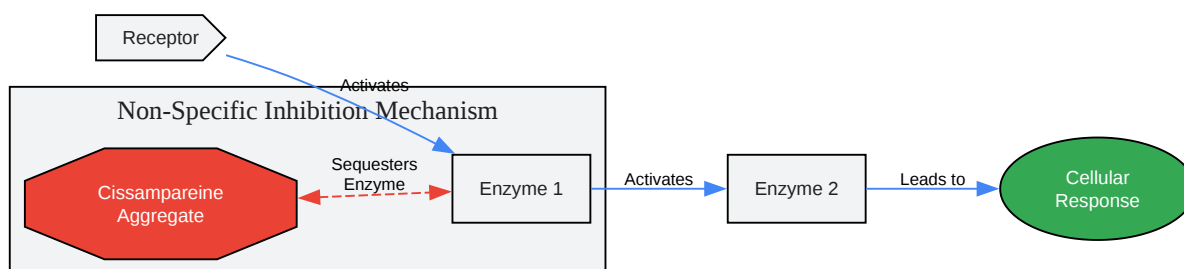 Receptor
Activates
Non-Specific Inhibition Mechanism
Cissampareine
Aggregate
Sequesters
Enzyme
Enzyme 1
Activates
Enzyme 2
Leads to
Cellular
Response